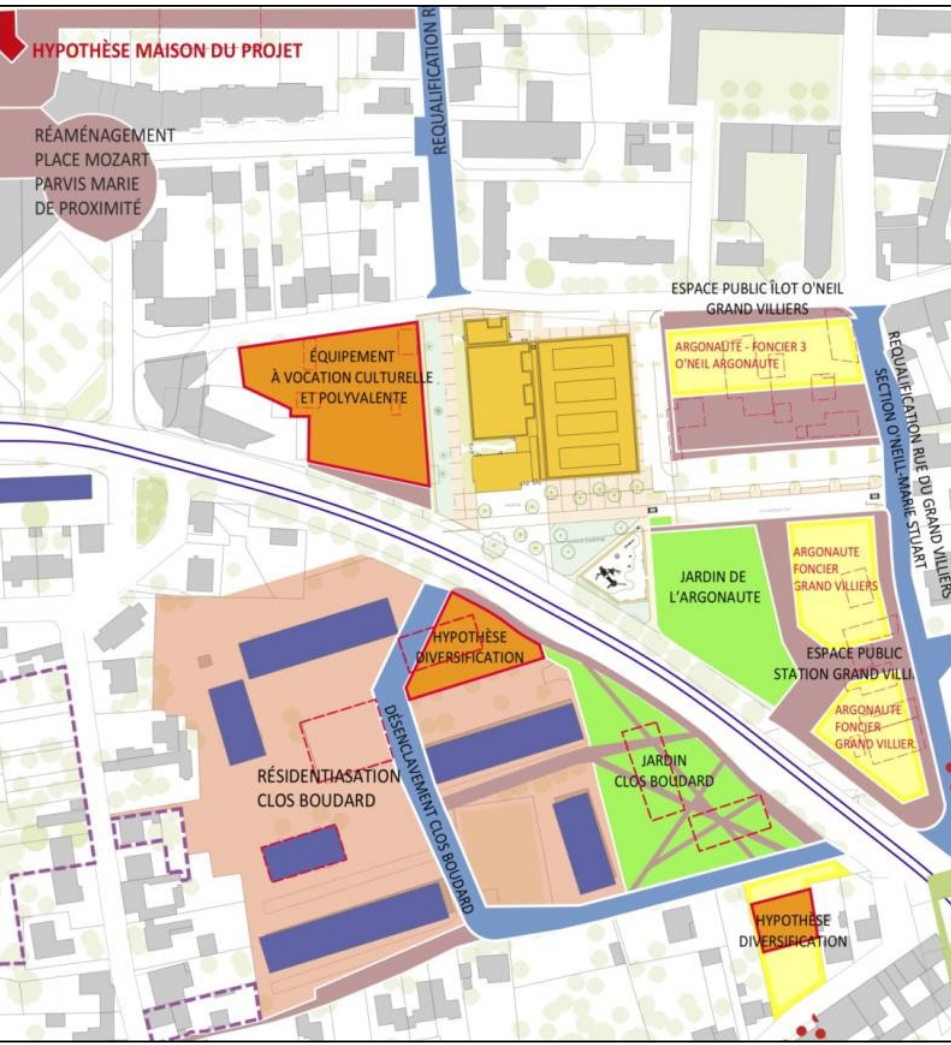 HYPOTHÈSE MAISON DU PROJET
REQUALIFICATION R
RÉAMÉNAGEMENT
PLACE MOZART
PARVIS MARIE
DE PROXIMITÉ
ESPACE PUBLIC ÎLOT O'NEIL
GRAND VILLIERS
ÉQUIPEMENT
À VOCATION CULTURELLE
ET POLYVALENTE
ARGONAUTE - FONCIER 3
O'NEIL ARGONAUTE
REQUALIFICATION RUE DU GRAND VILLIERS
SECTION O'NEILL-MARIE STUART
JARDIN DE
L'ARGONAUTE
ARGONAUTE
FONCIER
GRAND VILLIERS
HYPOTHÈSE
DIVERSIFICATION
ESPACE PUBLIC
STATION GRAND VILLI.
ARGONAUTE
FONCIER
GRAND VILLIER
DÉSENCLAVEMENT CLOS BOUDARD
RÉSIDENTIASATION
CLOS BOUDARD
JARDIN
CLOS BOUDARD
HYPOTHÈSE
DIVERSIFICATION